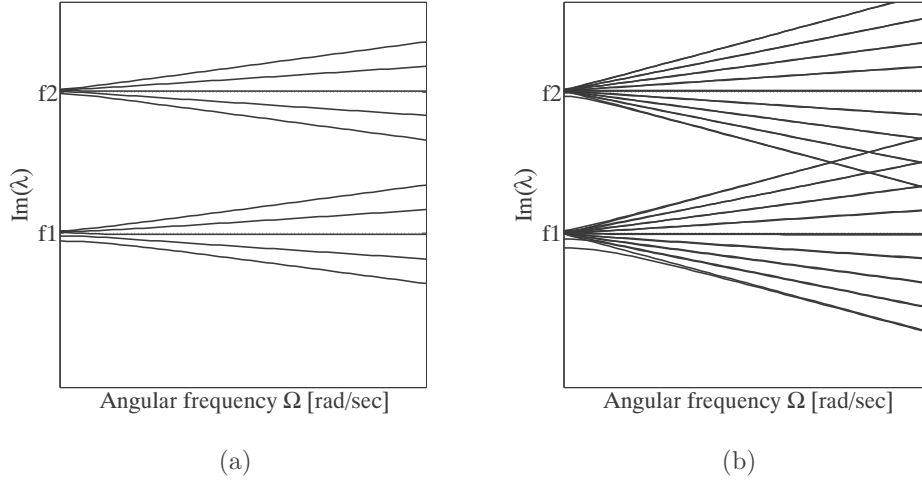 f2
Im(λ)
f1
Angular frequency Ω [rad/sec]
(a)
f2
Im(λ)
f1
Angular frequency Ω [rad/sec]
(b)